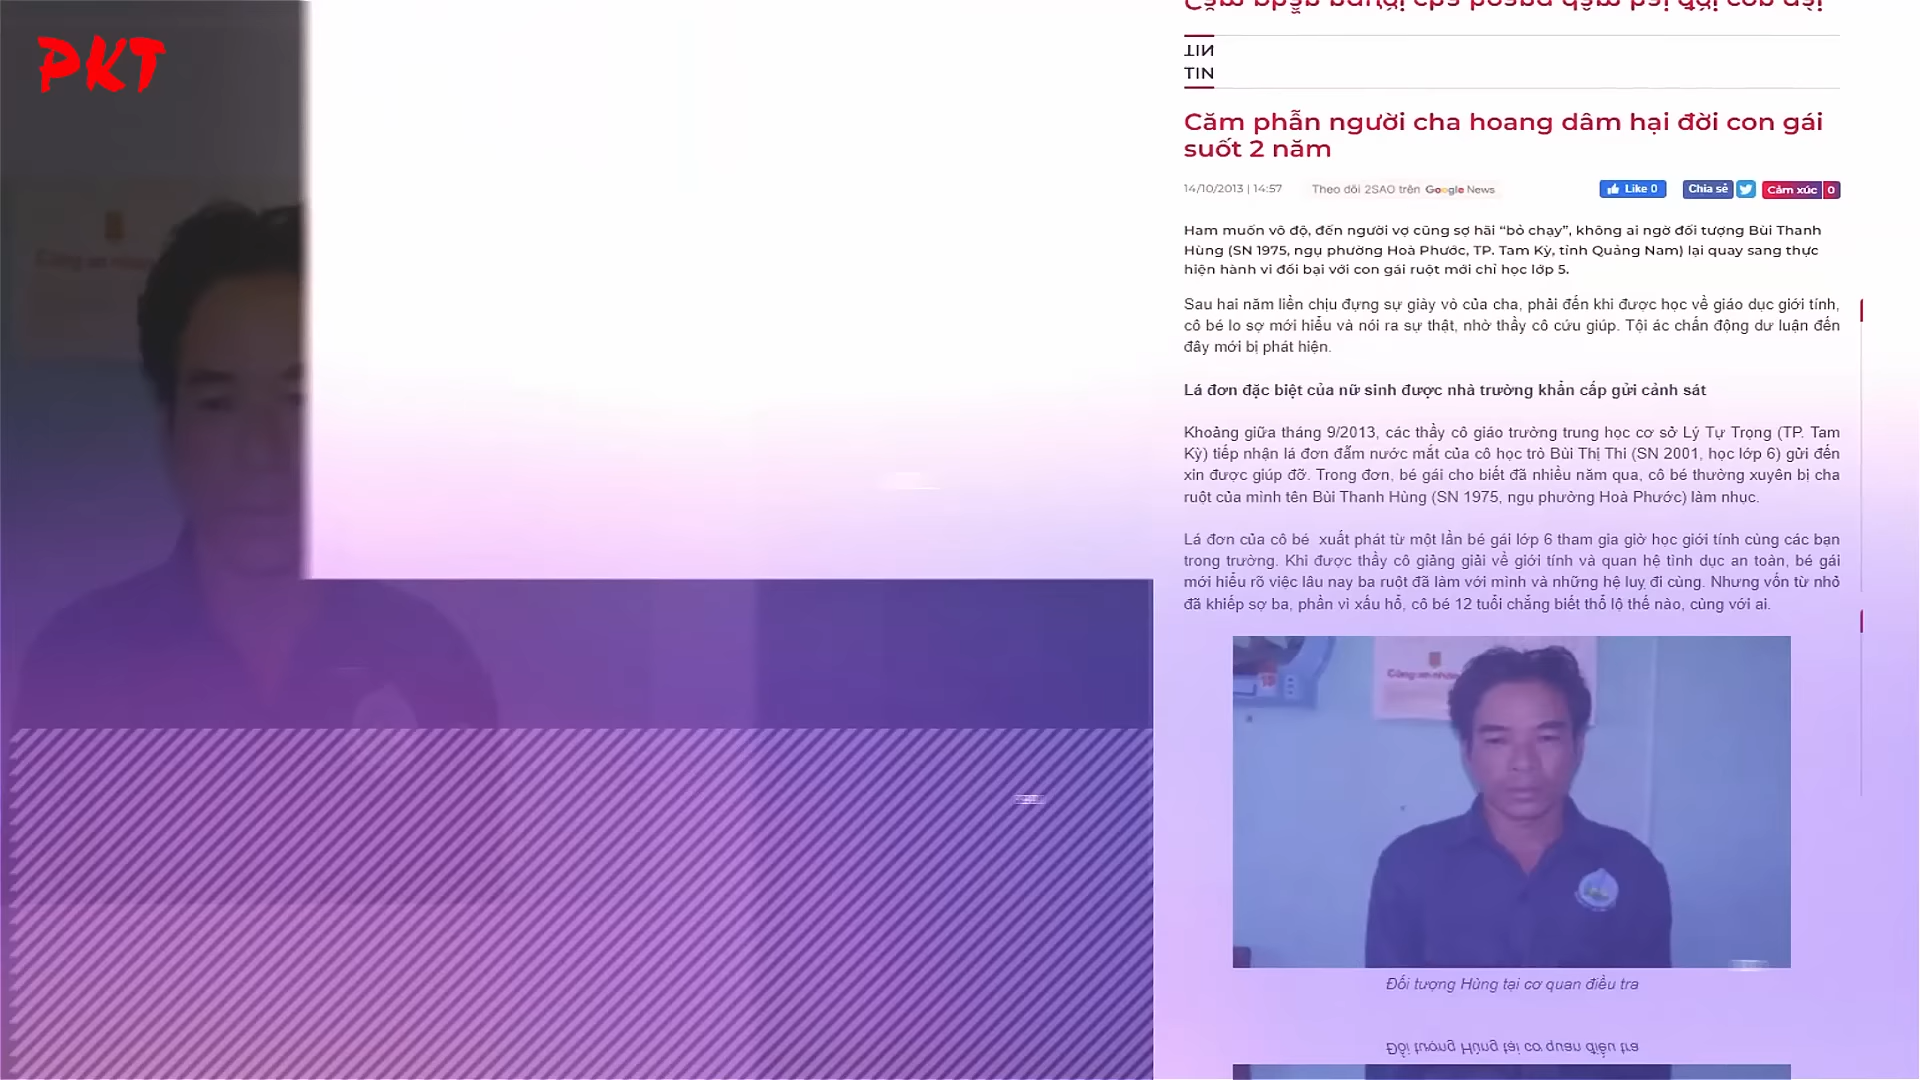 PKT
TIN
Căm phẫn người cha hoang dâm hại đời con gái
suốt 2 năm
14/10/2013 | 14:57 Theo dõi 2SAO trên Google News Like 0 Chia sẻ Cảm xúc 0
Ham muốn vô độ, đến người vợ cũng sợ hãi “bỏ chạy”, không ai ngờ đối tượng Bùi Thanh
Hùng (SN 1975, ngụ phường Hoà Phước, TP. Tam Kỳ, tỉnh Quảng Nam) lại quay sang thực
hiện hành vi đồi bại với con gái ruột mới chỉ học lớp 5.
Sau hai năm liền chịu đựng sự giày vò của cha, phải đến khi được học về giáo dục giới tính,
cô bé lo sợ mới hiểu và nói ra sự thật, nhờ thầy cô cứu giúp. Tội ác chấn động dư luận đến
đây mới bị phát hiện.
Lá đơn đặc biệt của nữ sinh được nhà trường khẩn cấp gửi cảnh sát
Khoảng giữa tháng 9/2013, các thầy cô giáo trường trung học cơ sở Lý Tự Trọng (TP. Tam
Kỳ) tiếp nhận lá đơn đẫm nước mắt của cô học trò Bùi Thị Thi (SN 2001, học lớp 6) gửi đến
xin được giúp đỡ. Trong đơn, bé gái cho biết đã nhiều năm qua, cô bé thường xuyên bị cha
ruột của mình tên Bùi Thanh Hùng (SN 1975, ngụ phường Hoà Phước) làm nhục.
Lá đơn của cô bé xuất phát từ một lần bé gái lớp 6 tham gia giờ học giới tính cùng các bạn
trong trường. Khi được thầy cô giảng giải về giới tính và quan hệ tình dục an toàn, bé gái
mới hiểu rõ việc lâu nay ba ruột đã làm với mình và những hệ luỵ đi cùng. Nhưng vốn từ nhỏ
đã khiếp sợ ba, phần vì xấu hổ, cô bé 12 tuổi chẳng biết thổ lộ thế nào, cùng với ai.
Đối tượng Hùng tại cơ quan điều tra